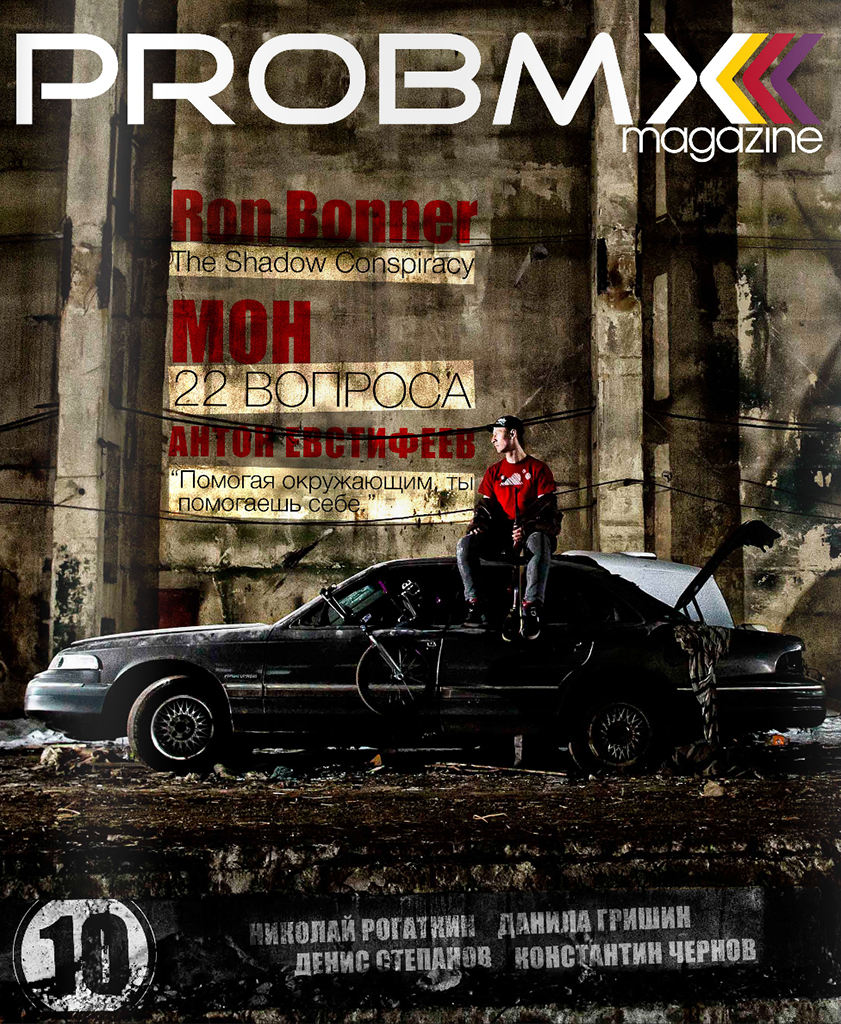 PROBMX
magazine
Ron Bonner
The Shadow Conspiracy
МОН
22 ВОПРОСА
АНТОН ЕВСТИФЕЕВ
“Помогая окружающим, ты
помогаешь себе.”
10
НИКОЛАЙ РОГАТКИН ДАНИЛА ГРИШИН
ДЕНИС СТЕПАНОВ КОНСТАНТИН ЧЕРНОВ